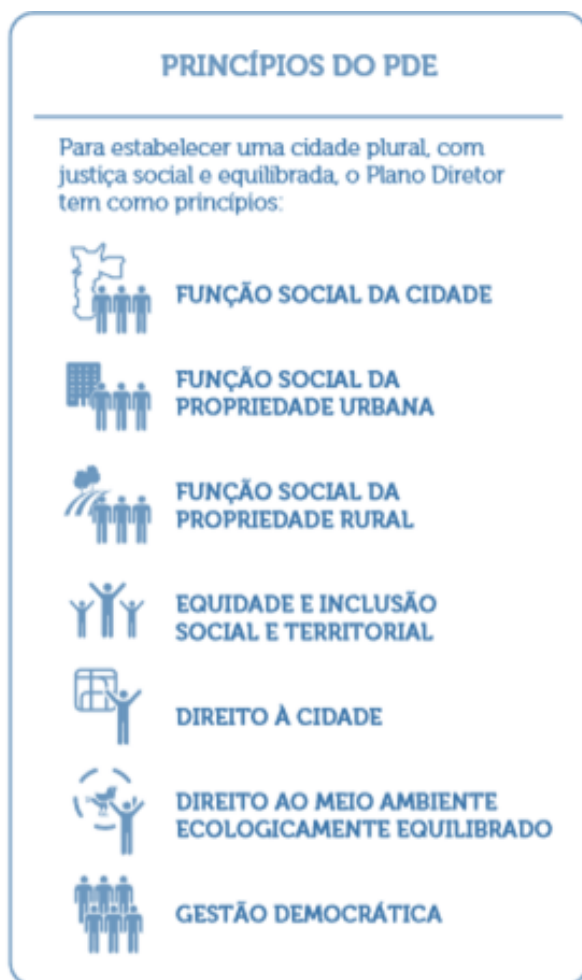 PRINCÍPIOS DO PDE
Para estabelecer uma cidade plural, com
justiça social e equilibrada, o Plano Diretor
tem como princípios:
FUNÇÃO SOCIAL DA CIDADE
FUNÇÃO SOCIAL DA
PROPRIEDADE URBANA
FUNÇÃO SOCIAL DA
PROPRIEDADE RURAL
EQUIDADE E INCLUSÃO
SOCIAL E TERRITORIAL
DIREITO À CIDADE
DIREITO AO MEIO AMBIENTE
ECOLOGICAMENTE EQUILIBRADO
GESTÃO DEMOCRÁTICA